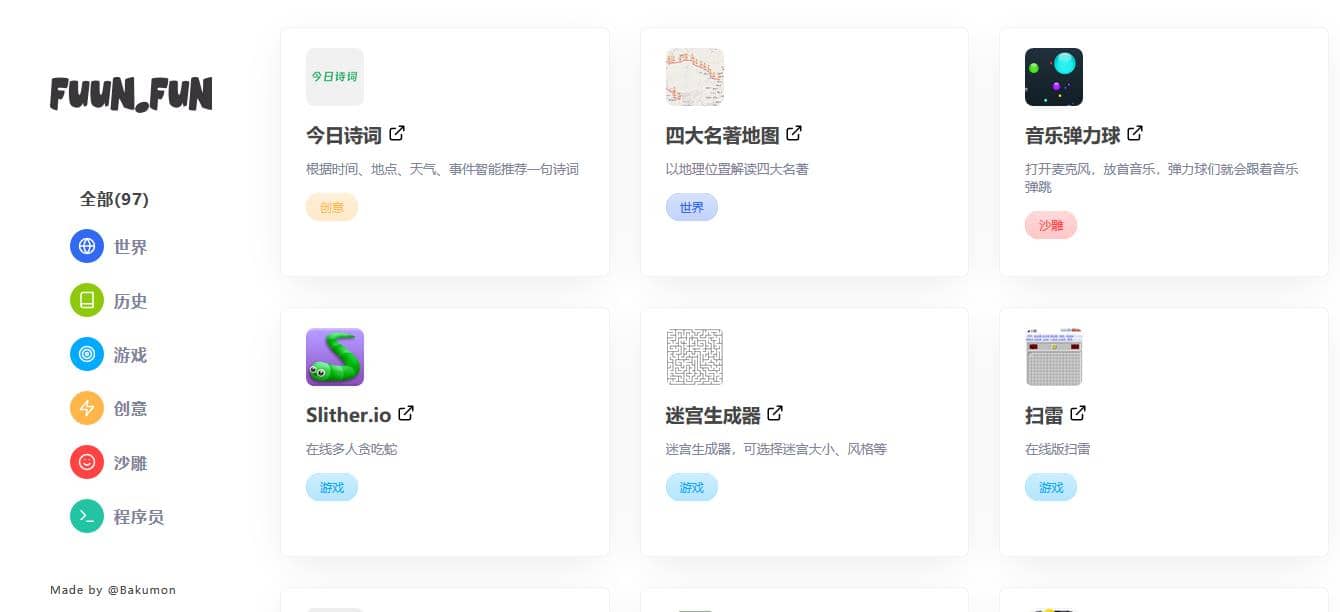 FUUN.FUN
全部(97)
世界
历史
游戏
创意
沙雕
程序员
Made by @Bakumon
今日诗词
今日诗词
根据时间、地点、天气、事件智能推荐一句诗词
创意
四大名著地图
以地理位置解读四大名著
世界
音乐弹力球
打开麦克风，放首音乐，弹力球们就会跟着音乐
弹跳
沙雕
Slither.io
在线多人贪吃蛇
游戏
迷宫生成器
迷宫生成器，可选择迷宫大小、风格等
游戏
扫雷
在线版扫雷
游戏